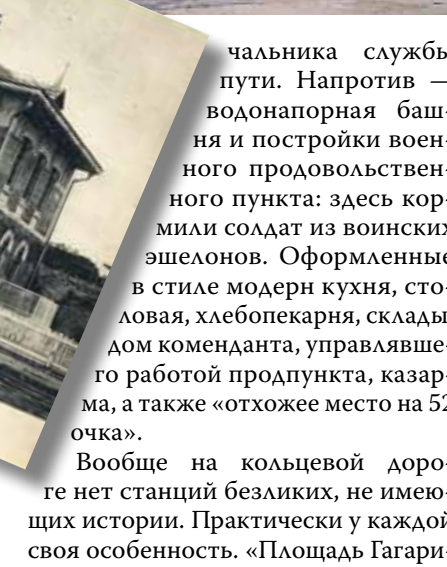 чальника службы
пути. Напротив —
водонапорная баш-
ня и постройки воен-
ного продовольствен-
ного пункта: здесь кор-
мили солдат из воинских
эшелонов. Оформленные
в стиле модерн кухня, сто-
ловая, хлебопекарня, склады,
дом коменданта, управлявше-
го работой продпункта, казар-
ма, а также «отхожее место на 52
очка».
Вообще на кольцевой доро-
ге нет станций безликих, не имею-
щих истории. Практически у каждой
своя особенность. «Площадь Гагари-